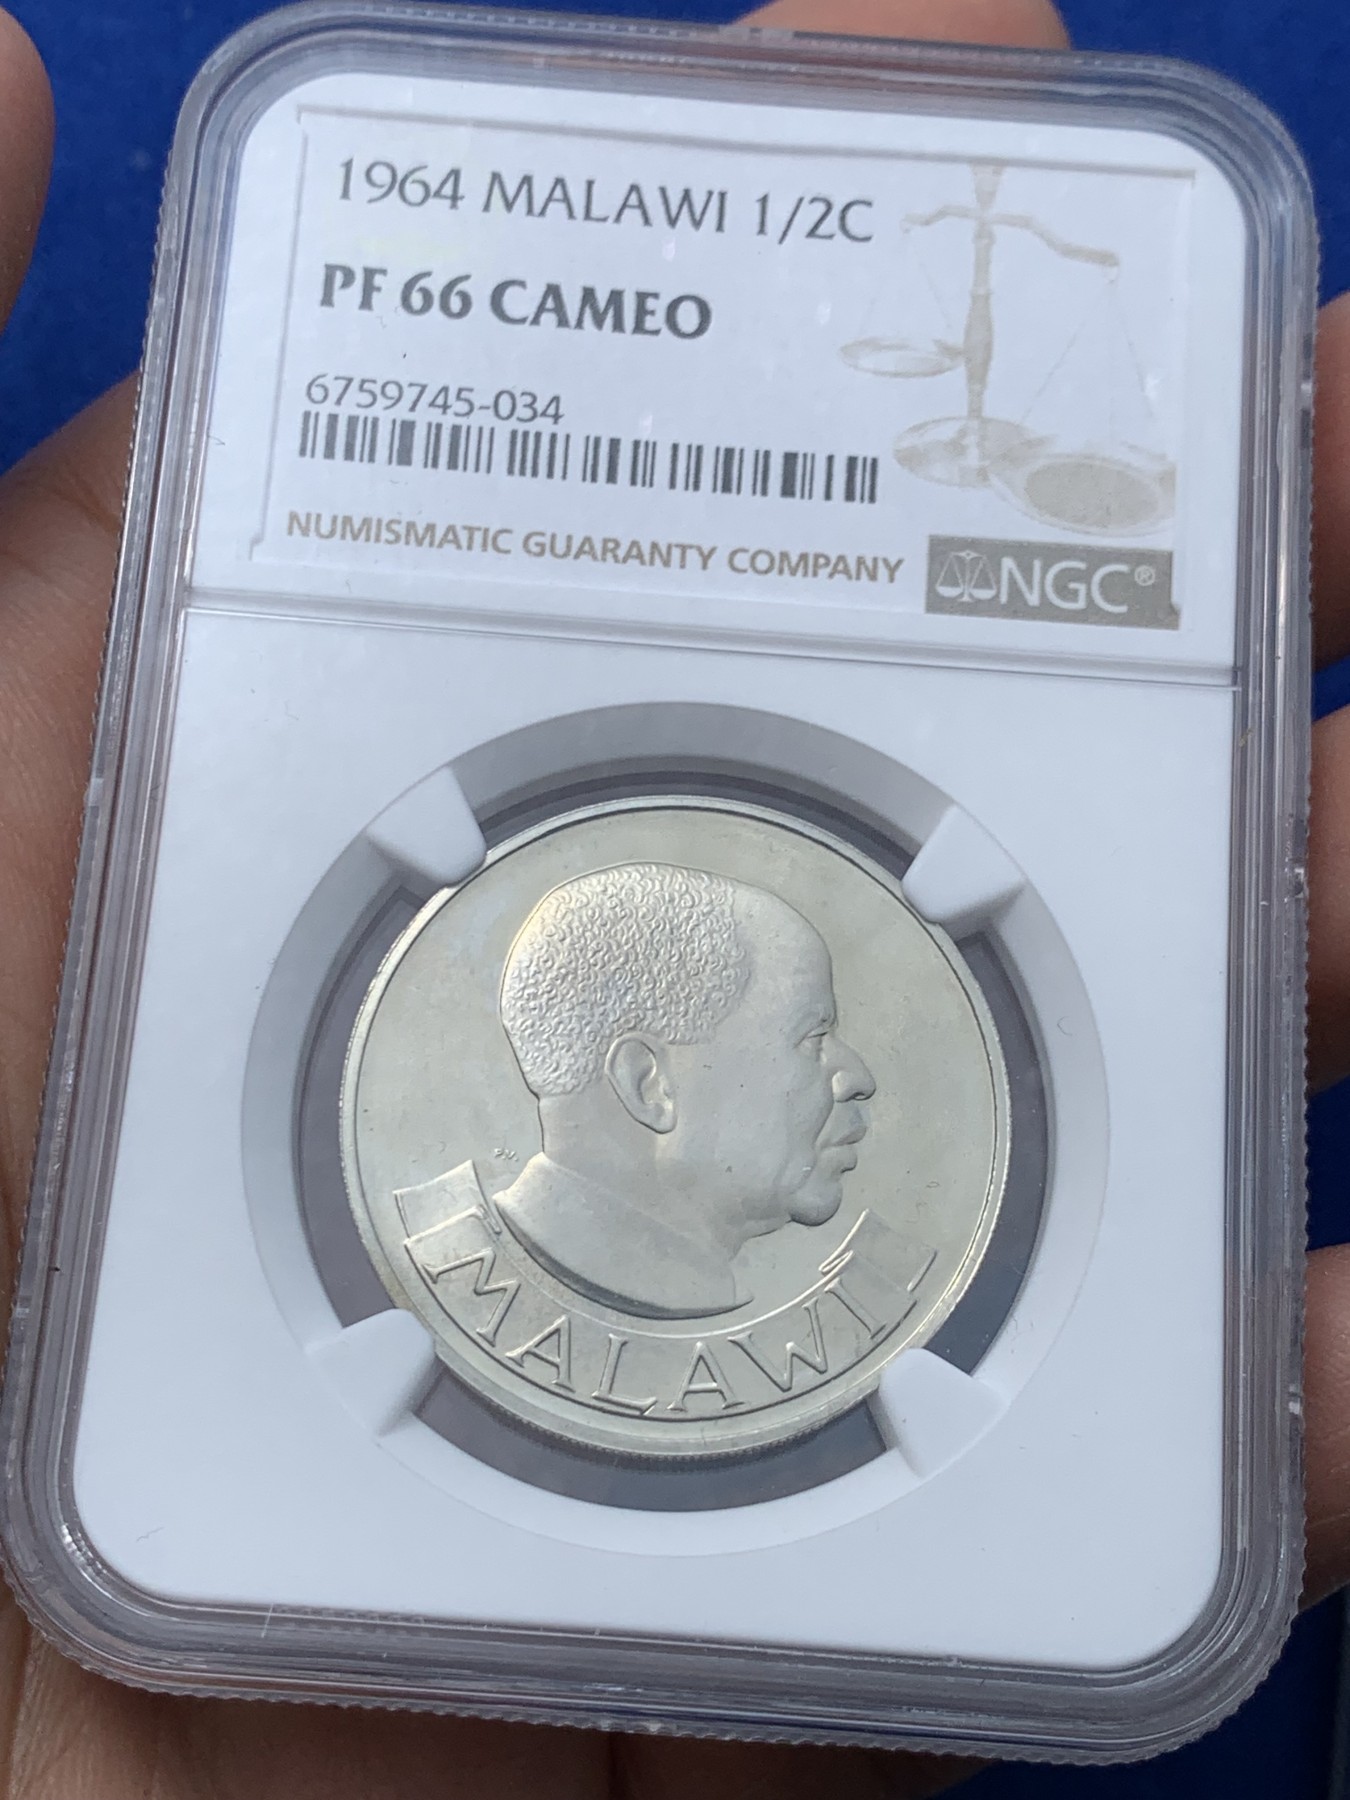 1964 MALAWI 1/2C
PF 66 CAMEO
6759745-034
NUMISMATIC GUARANTY COMPANY
NGC®
P.V.
MALAWI